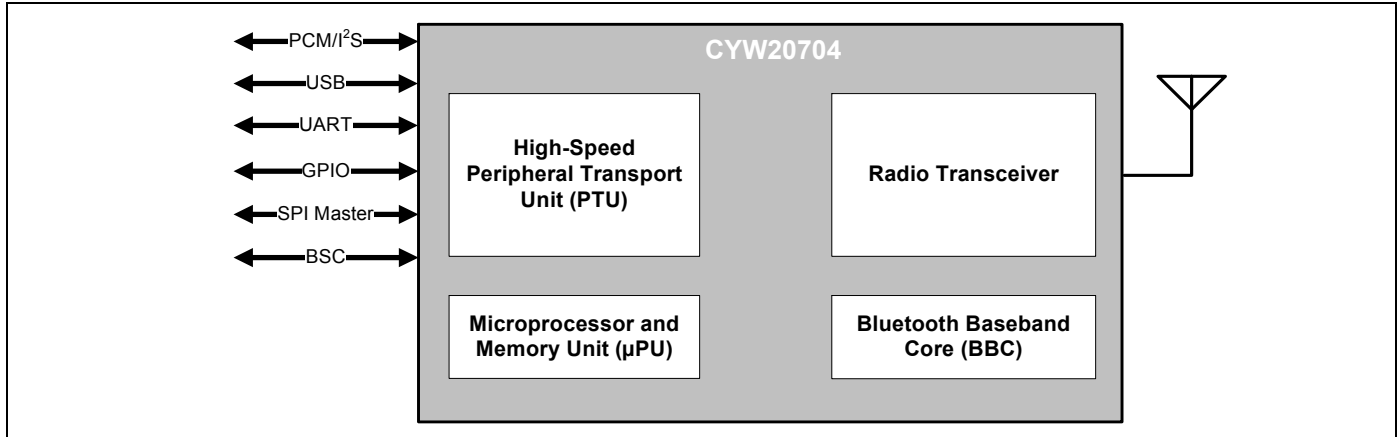 PCM/I²S
USB
UART
GPIO
SPI Master
BSC
CYW20704
High-Speed
Peripheral Transport
Unit (PTU)
Radio Transceiver
Microprocessor and
Memory Unit (µPU)
Bluetooth Baseband
Core (BBC)